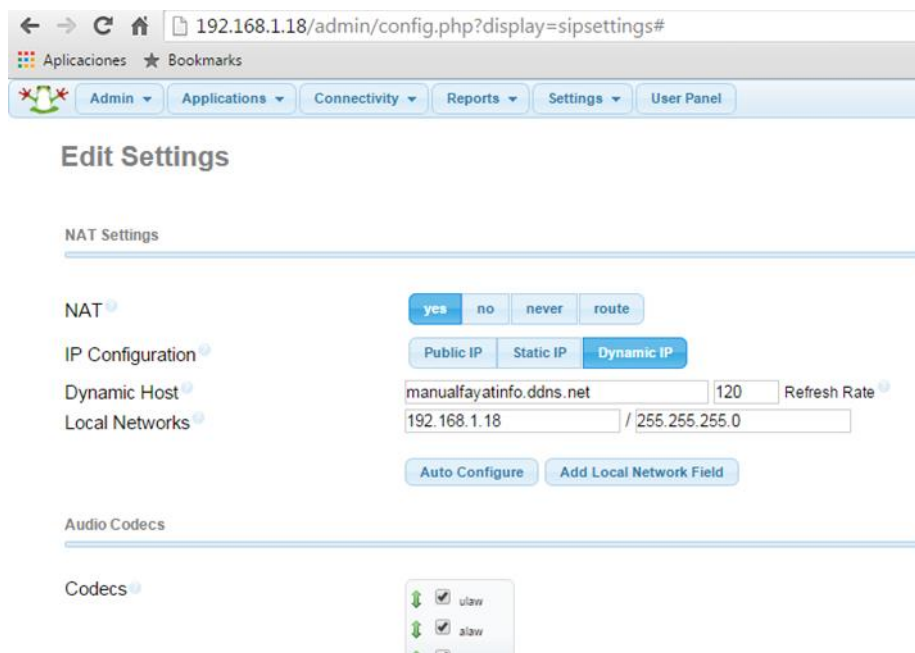 192.168.1.18/admin/config.php?display=sipsettings#
Aplicaciones Bookmarks
Admin Applications Connectivity Reports Settings User Panel
Edit Settings
NAT Settings
NAT yes no never route
IP Configuration Public IP Static IP Dynamic IP
Dynamic Host manualfayatinfo.ddns.net 120 Refresh Rate
Local Networks 192.168.1.18 / 255.255.255.0
Auto Configure Add Local Network Field
Audio Codecs
Codecs ulaw
alaw